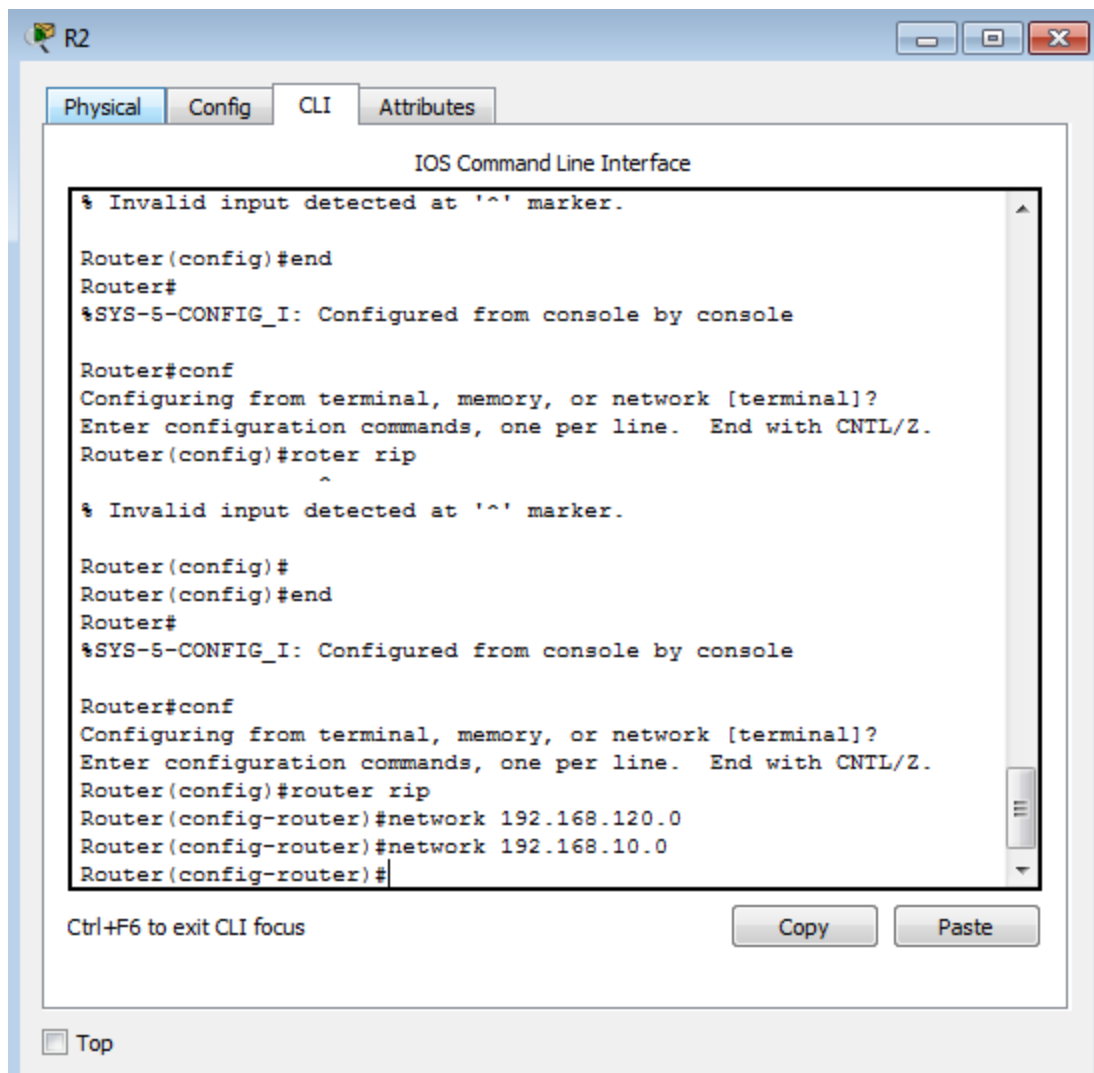 R2
Physical Config CLI Attributes
IOS Command Line Interface
% Invalid input detected at '^' marker.
Router(config)#end
Router#
%SYS-5-CONFIG_I: Configured from console by console
Router#conf
Configuring from terminal, memory, or network [terminal]?
Enter configuration commands, one per line.  End with CNTL/Z.
Router(config)#roter rip
^
% Invalid input detected at '^' marker.
Router(config)#
Router(config)#end
Router#
%SYS-5-CONFIG_I: Configured from console by console
Router#conf
Configuring from terminal, memory, or network [terminal]?
Enter configuration commands, one per line.  End with CNTL/Z.
Router(config)#router rip
Router(config-router)#network 192.168.120.0
Router(config-router)#network 192.168.10.0
Router(config-router)#
Ctrl+F6 to exit CLI focus Copy Paste
Top